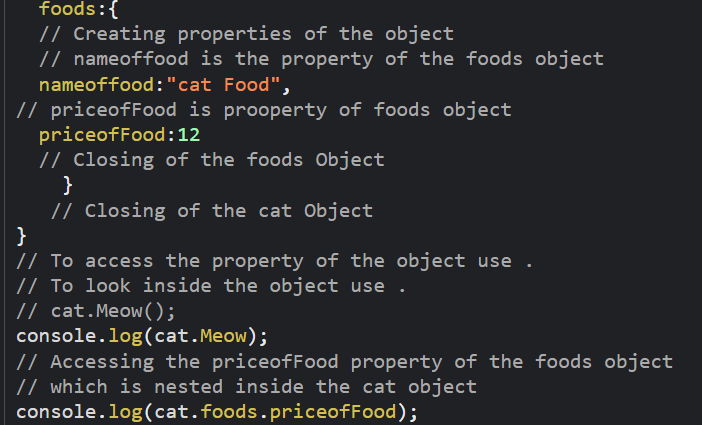 foods:{
// Creating properties of the object
// nameoffood is the property of the foods object
nameoffood:"cat Food",
// priceofFood is prooperty of foods object
priceofFood:12
// Closing of the foods Object
}
// Closing of the cat Object
}
// To access the property of the object use .
// To look inside the object use .
// cat.Meow();
console.log(cat.Meow);
// Accessing the priceofFood property of the foods object
// which is nested inside the cat object
console.log(cat.foods.priceofFood);